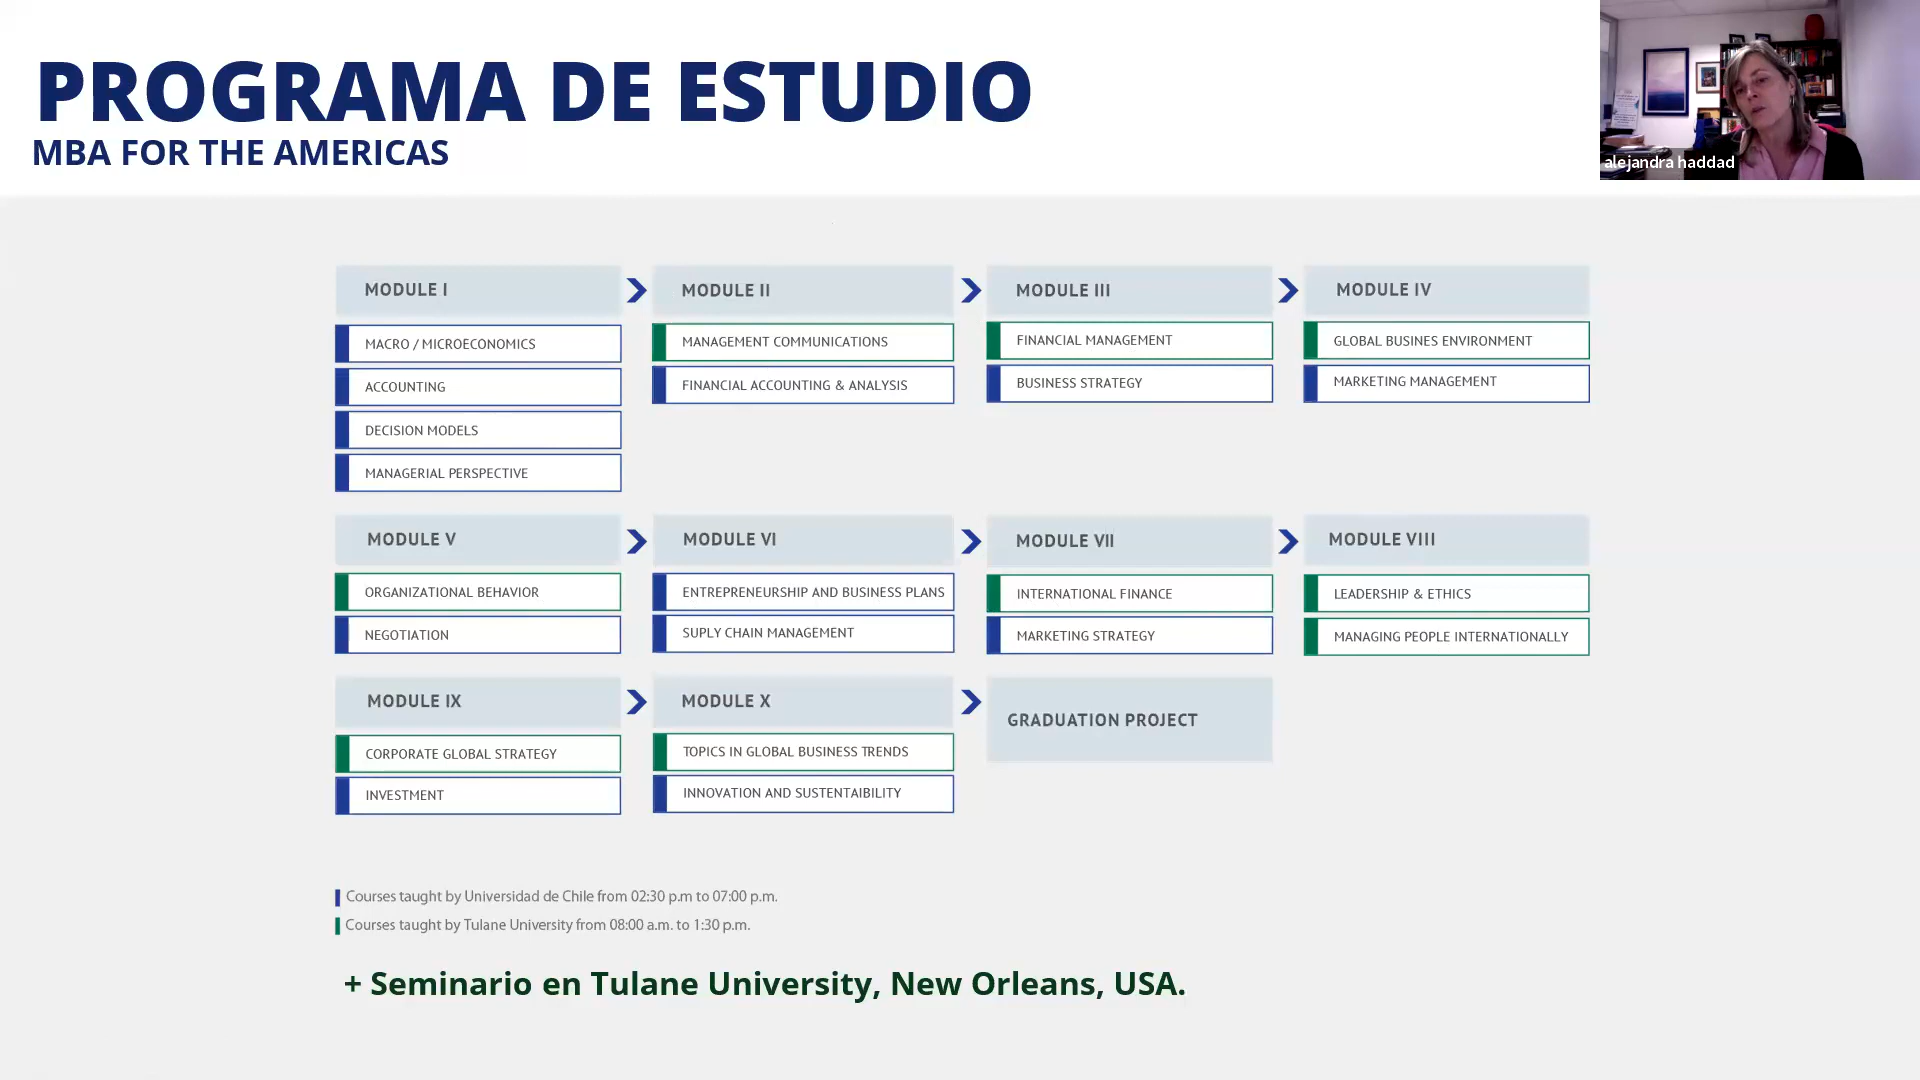 PROGRAMA DE ESTUDIO
MBA FOR THE AMERICAS
alejandra haddad
MODULE I
MACRO / MICROECONOMICS
ACCOUNTING
DECISION MODELS
MANAGERIAL PERSPECTIVE
MODULE II
MANAGEMENT COMMUNICATIONS
FINANCIAL ACCOUNTING & ANALYSIS
MODULE III
FINANCIAL MANAGEMENT
BUSINESS STRATEGY
MODULE IV
GLOBAL BUSINES ENVIRONMENT
MARKETING MANAGEMENT
MODULE V
ORGANIZATIONAL BEHAVIOR
NEGOTIATION
MODULE VI
ENTREPRENEURSHIP AND BUSINESS PLANS
SUPLY CHAIN MANAGEMENT
MODULE VII
INTERNATIONAL FINANCE
MARKETING STRATEGY
MODULE VIII
LEADERSHIP & ETHICS
MANAGING PEOPLE INTERNATIONALLY
MODULE IX
CORPORATE GLOBAL STRATEGY
INVESTMENT
MODULE X
TOPICS IN GLOBAL BUSINESS TRENDS
INNOVATION AND SUSTENTAIBILITY
GRADUATION PROJECT
Courses taught by Universidad de Chile from 02:30 p.m to 07:00 p.m.
Courses taught by Tulane University from 08:00 a.m. to 1:30 p.m.
+ Seminario en Tulane University, New Orleans, USA.